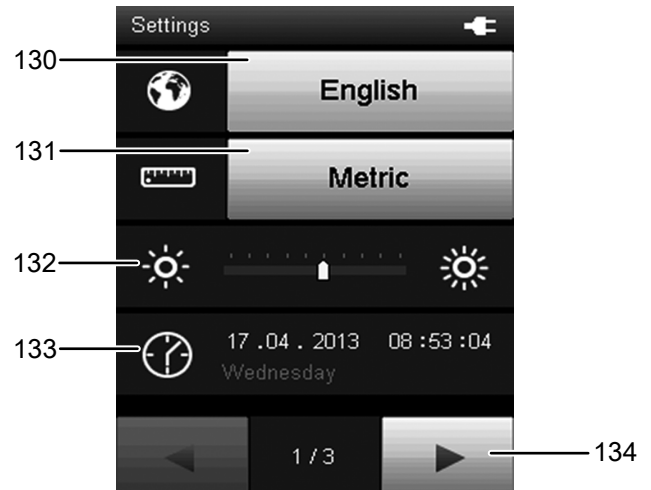 Settings
130
English
131
Metric
132
133
17 .04 . 2013 08 :53 :04
Wednesday
1 / 3
134